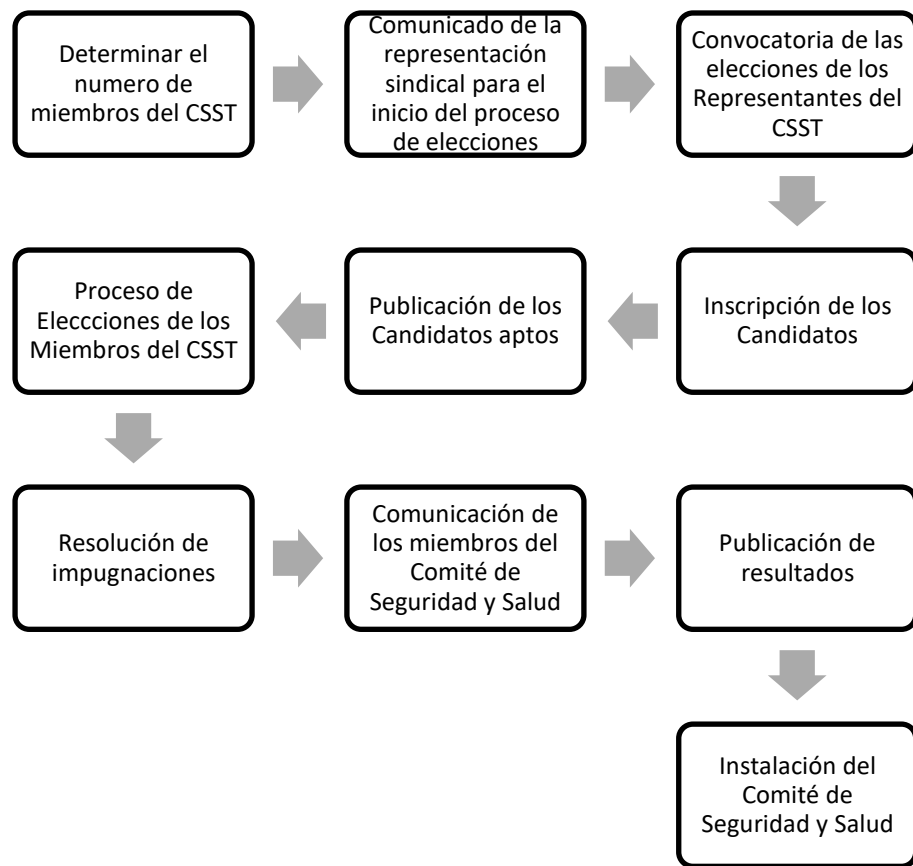 Determinar el
numero de
miembros del CSST
Comunicado de la
representación
sindical para el
inicio del proceso
de elecciones
Convocatoria de las
elecciones de los
Representantes del
CSST
Inscripción de los
Candidatos
Publicación de los
Candidatos aptos
Proceso de
Eleccciones de los
Miembros del CSST
Resolución de
impugnaciones
Comunicación de
los miembros del
Comité de
Seguridad y Salud
Publicación de
resultados
Instalación del
Comité de
Seguridad y Salud